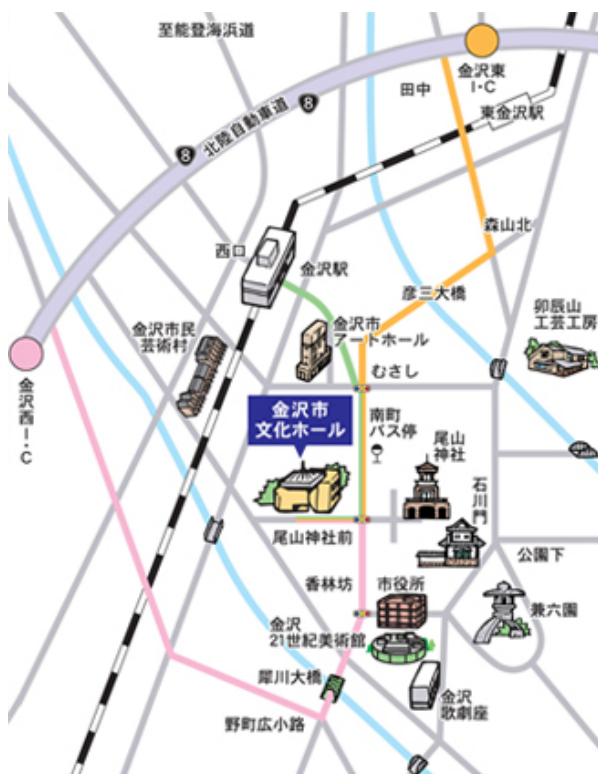 至能登海浜道
金沢東
I・C
田中
8
北陸自動車道
8
東金沢駅
森山北
西口
金沢駅
彦三大橋
卯辰山
工芸工房
金沢市民
芸術村
金沢市
アートホール
むさし
金沢西I・C
金沢市
文化ホール
南町
バス停
尾山
神社
石川門
尾山神社前
公園下
香林坊
市役所
兼六園
金沢
21世紀美術館
犀川大橋
金沢
歌劇座
野町広小路